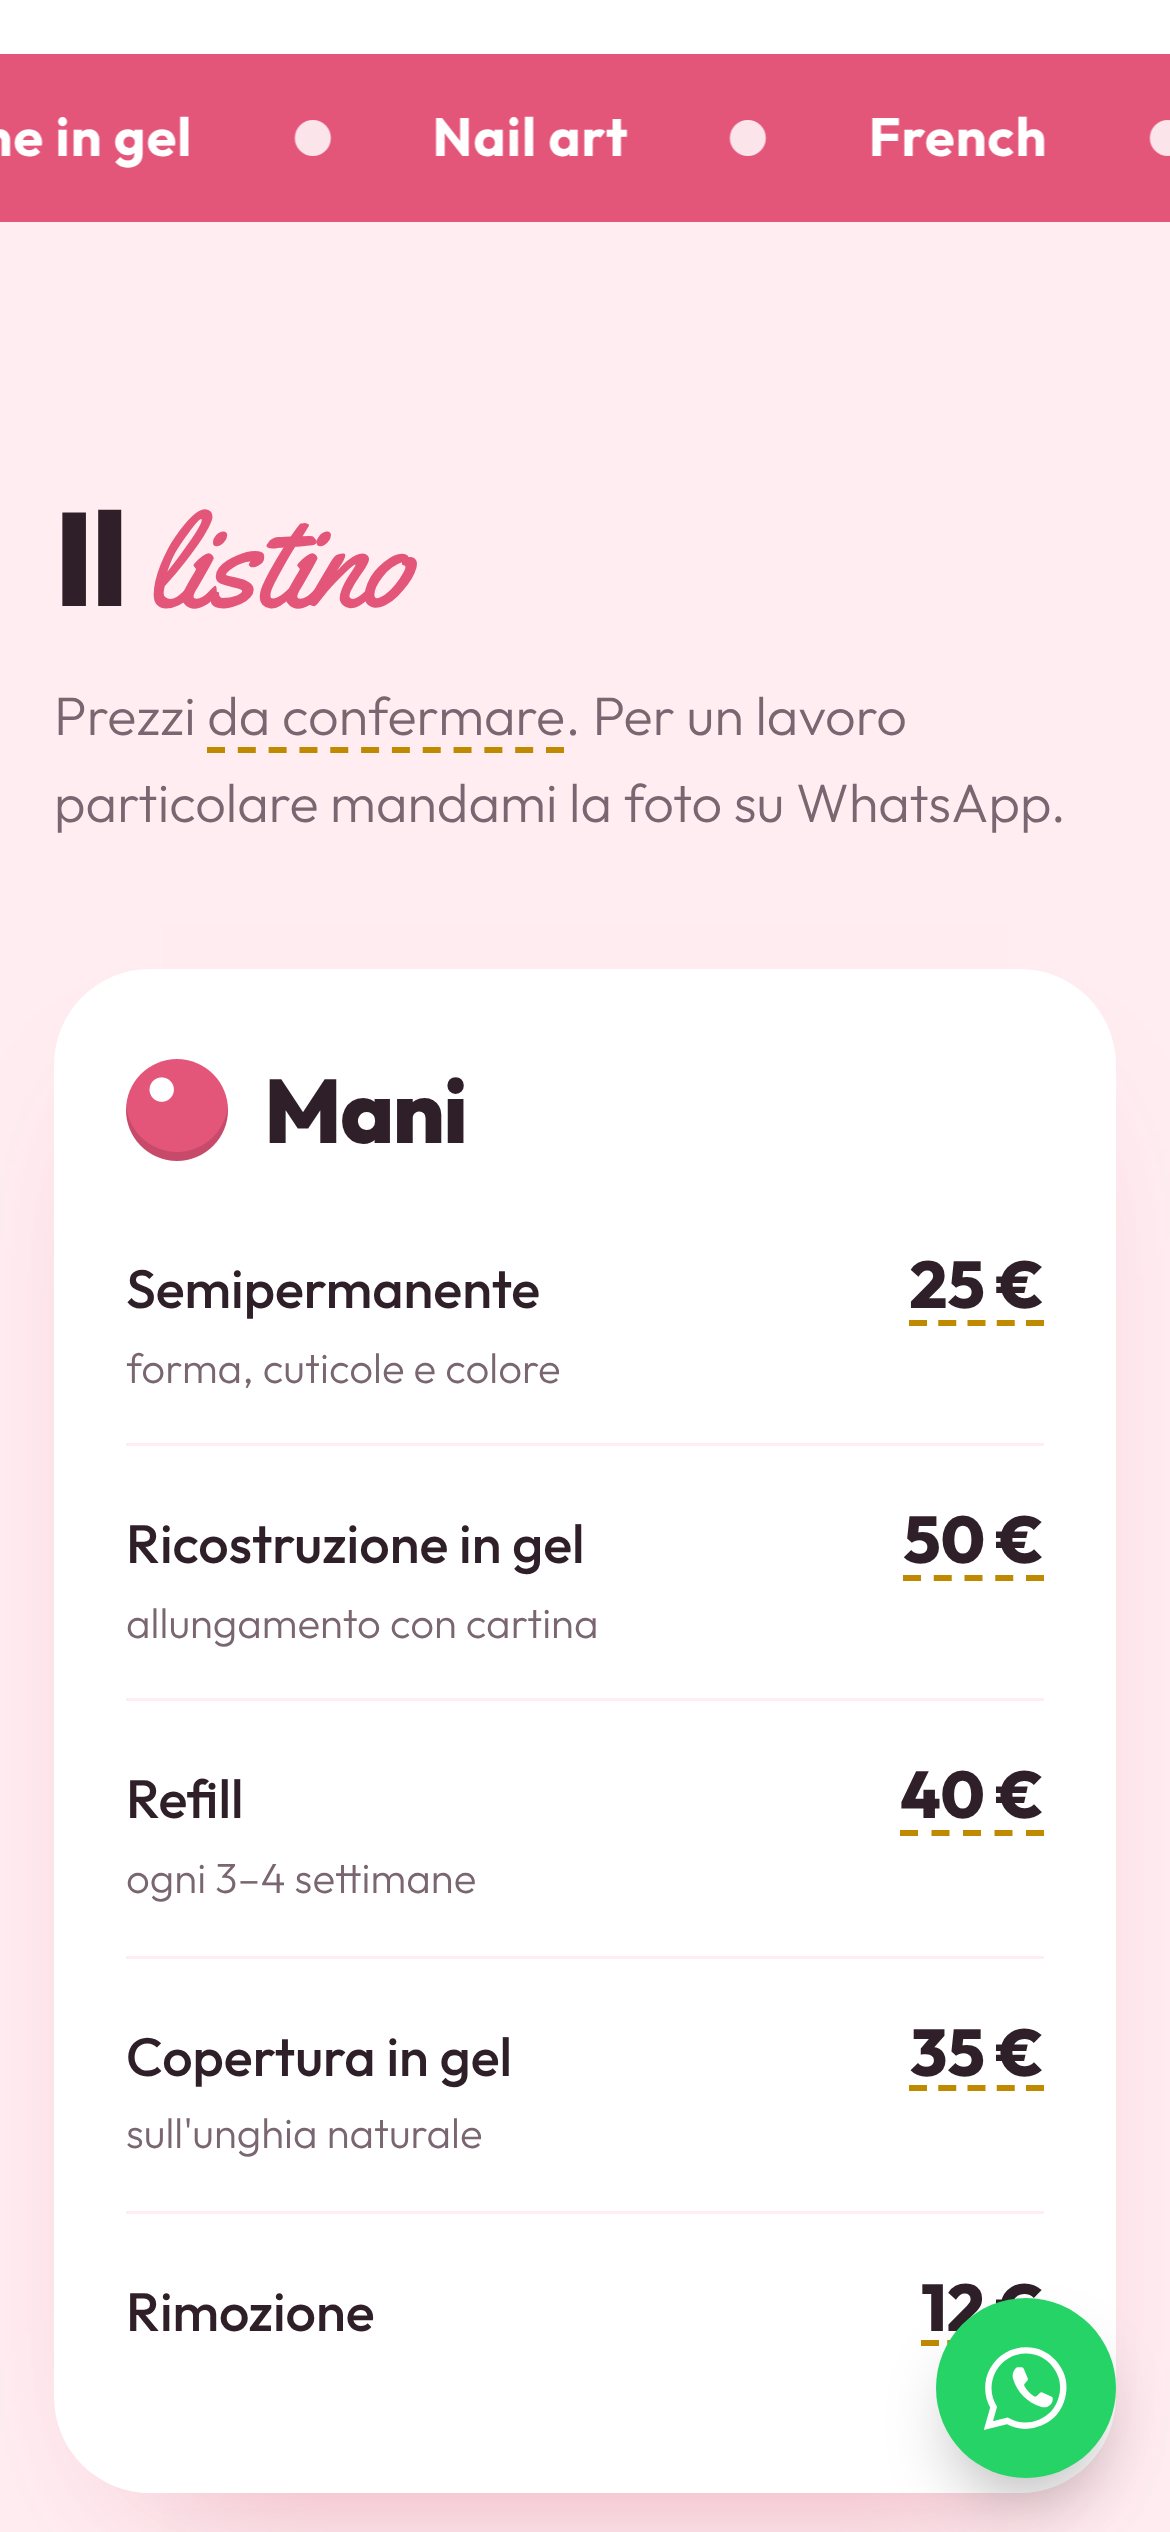 ne in gel
Nail art
French
Il listino
Prezzi da confermare. Per un lavoro
particolare mandami la foto su WhatsApp.
Mani
Semipermanente
25 €
forma, cuticole e colore
Ricostruzione in gel
50 €
allungamento con cartina
Refill
40 €
ogni 3–4 settimane
Copertura in gel
35 €
sull'unghia naturale
Rimozione
12 €